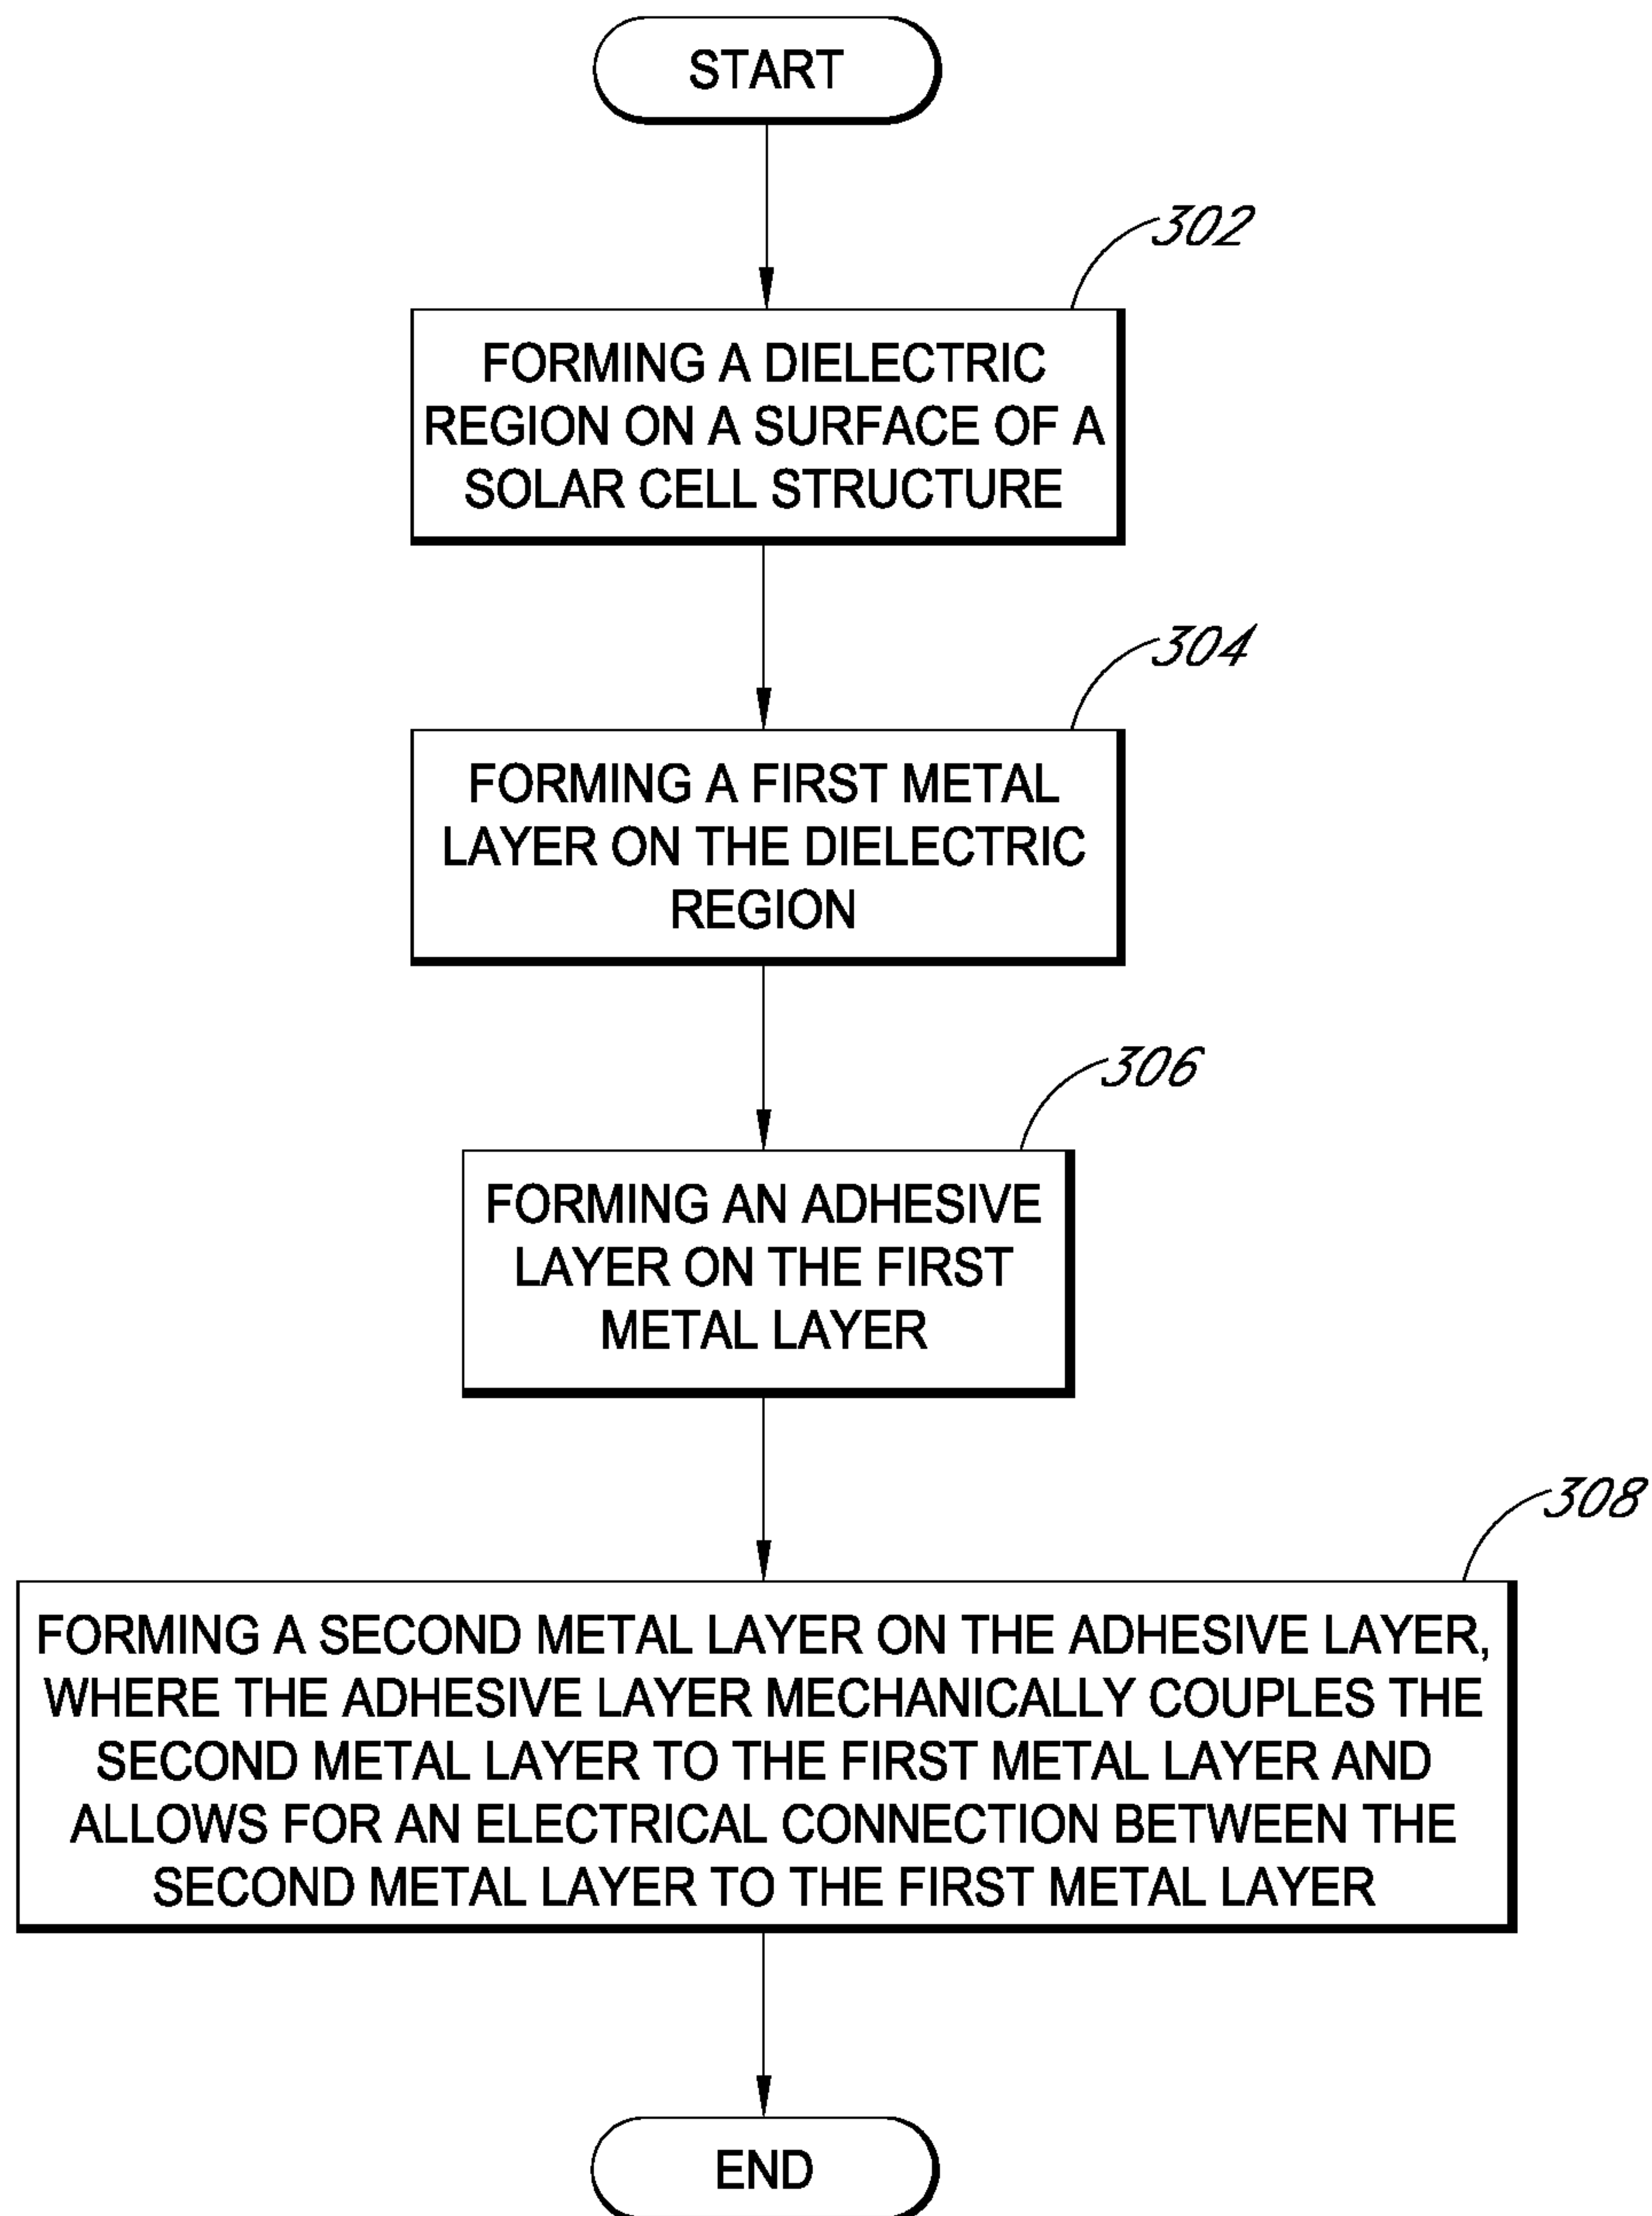 START
302
FORMING A DIELECTRIC
REGION ON A SURFACE OF A
SOLAR CELL STRUCTURE
304
FORMING A FIRST METAL
LAYER ON THE DIELECTRIC
REGION
306
FORMING AN ADHESIVE
LAYER ON THE FIRST
METAL LAYER
308
FORMING A SECOND METAL LAYER ON THE ADHESIVE LAYER,
WHERE THE ADHESIVE LAYER MECHANICALLY COUPLES THE
SECOND METAL LAYER TO THE FIRST METAL LAYER AND
ALLOWS FOR AN ELECTRICAL CONNECTION BETWEEN THE
SECOND METAL LAYER TO THE FIRST METAL LAYER
END